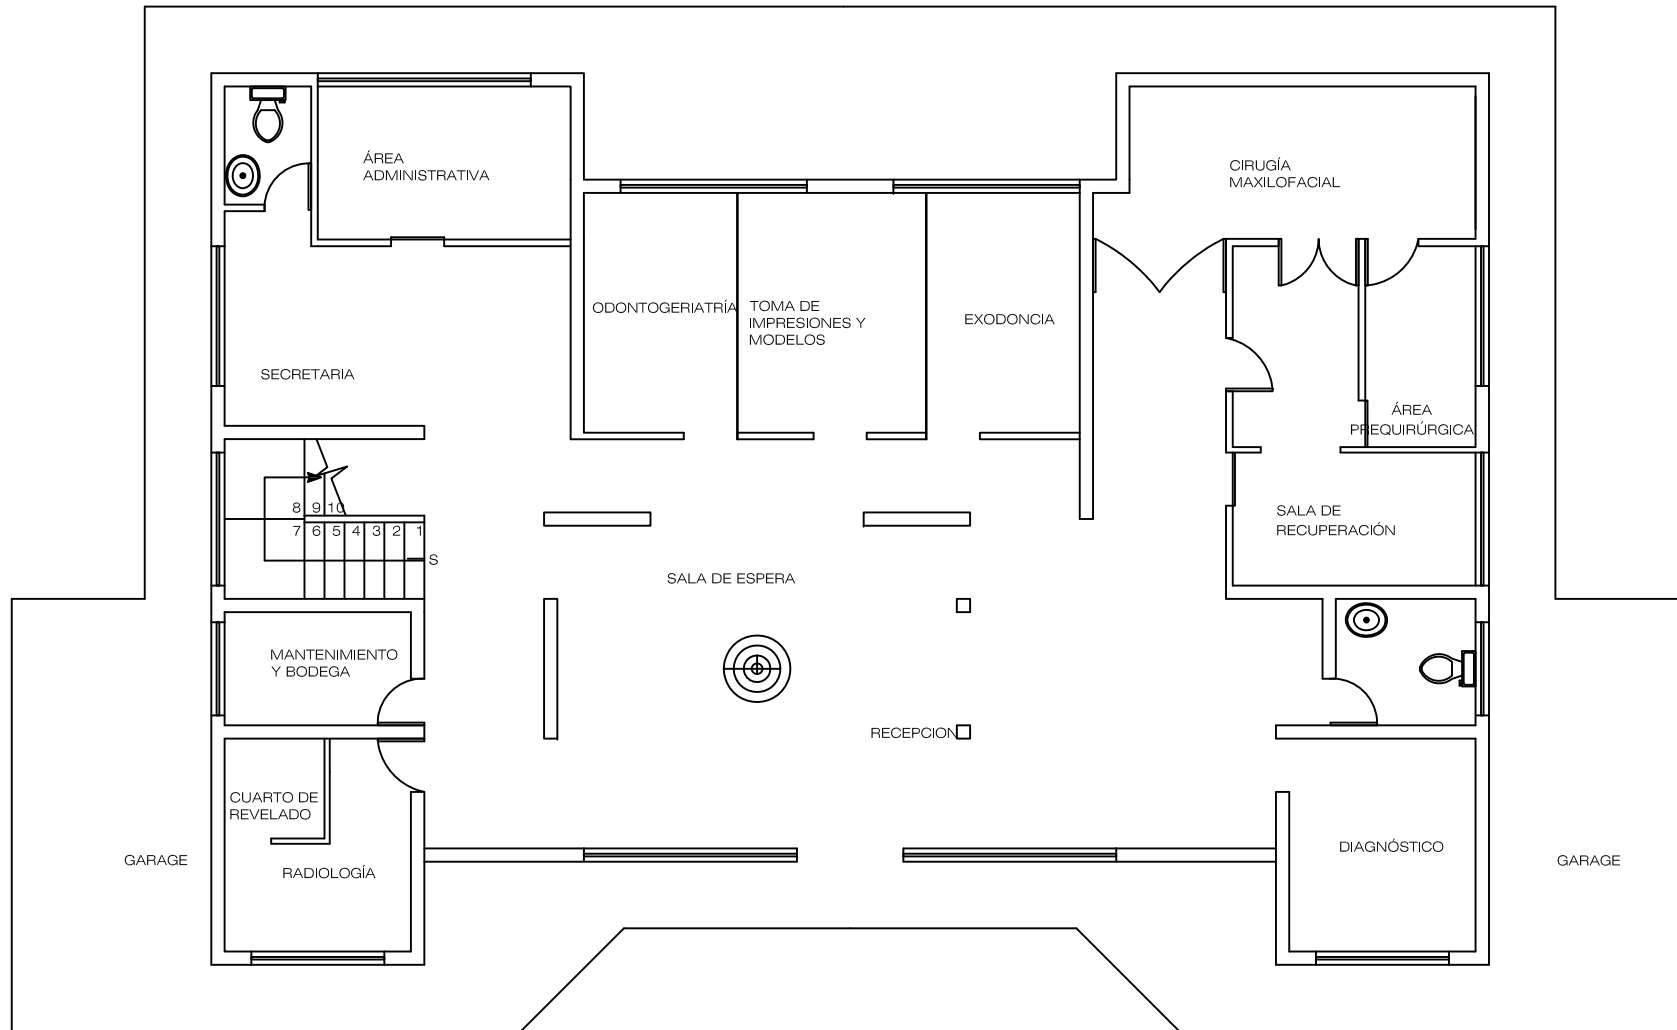 ÁREA
ADMINISTRATIVA
CIRUGÍA
MAXILOFACIAL
ODONTOGERIATRÍA
TOMA DE
IMPRESIONES Y
MODELOS
EXODONCIA
SECRETARIA
ÁREA
PREQUIRÚRGICA
8 9 10
7 6 5 4 3 2 1
S
SALA DE
RECUPERACIÓN
SALA DE ESPERA
MANTENIMIENTO
Y BODEGA
RECEPCION
CUARTO DE
REVELADO
RADIOLOGÍA
DIAGNÓSTICO
GARAGE
GARAGE